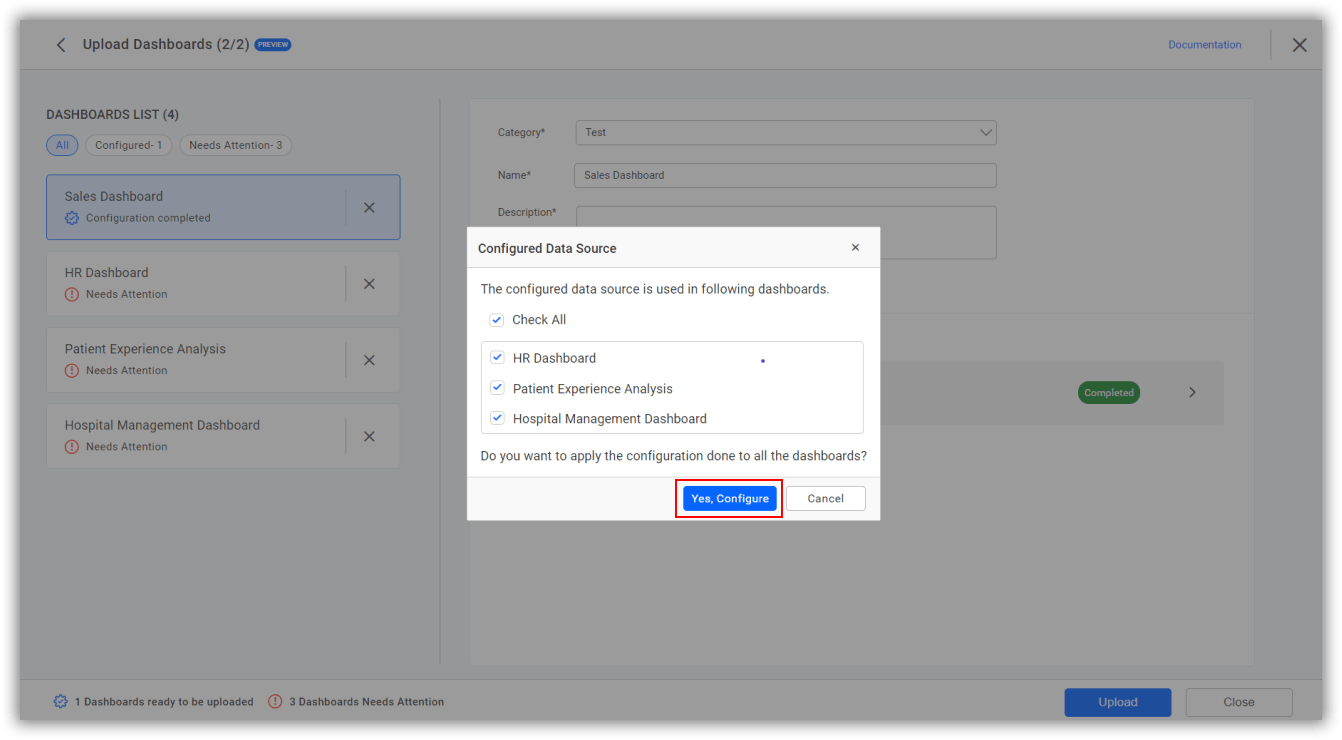 Upload Dashboards (2/2) PREVIEW
Documentation
DASHBOARDS LIST (4)
All
Configured- 1
Needs Attention- 3
Sales Dashboard
Configuration completed
HR Dashboard
Needs Attention
Patient Experience Analysis
Needs Attention
Hospital Management Dashboard
Needs Attention
Category*
Test
Name*
Sales Dashboard
Description*
Configured Data Source
The configured data source is used in following dashboards.
Check All
HR Dashboard
Patient Experience Analysis
Hospital Management Dashboard
Do you want to apply the configuration done to all the dashboards?
Yes, Configure
Cancel
Completed
1 Dashboards ready to be uploaded
3 Dashboards Needs Attention
Upload
Close